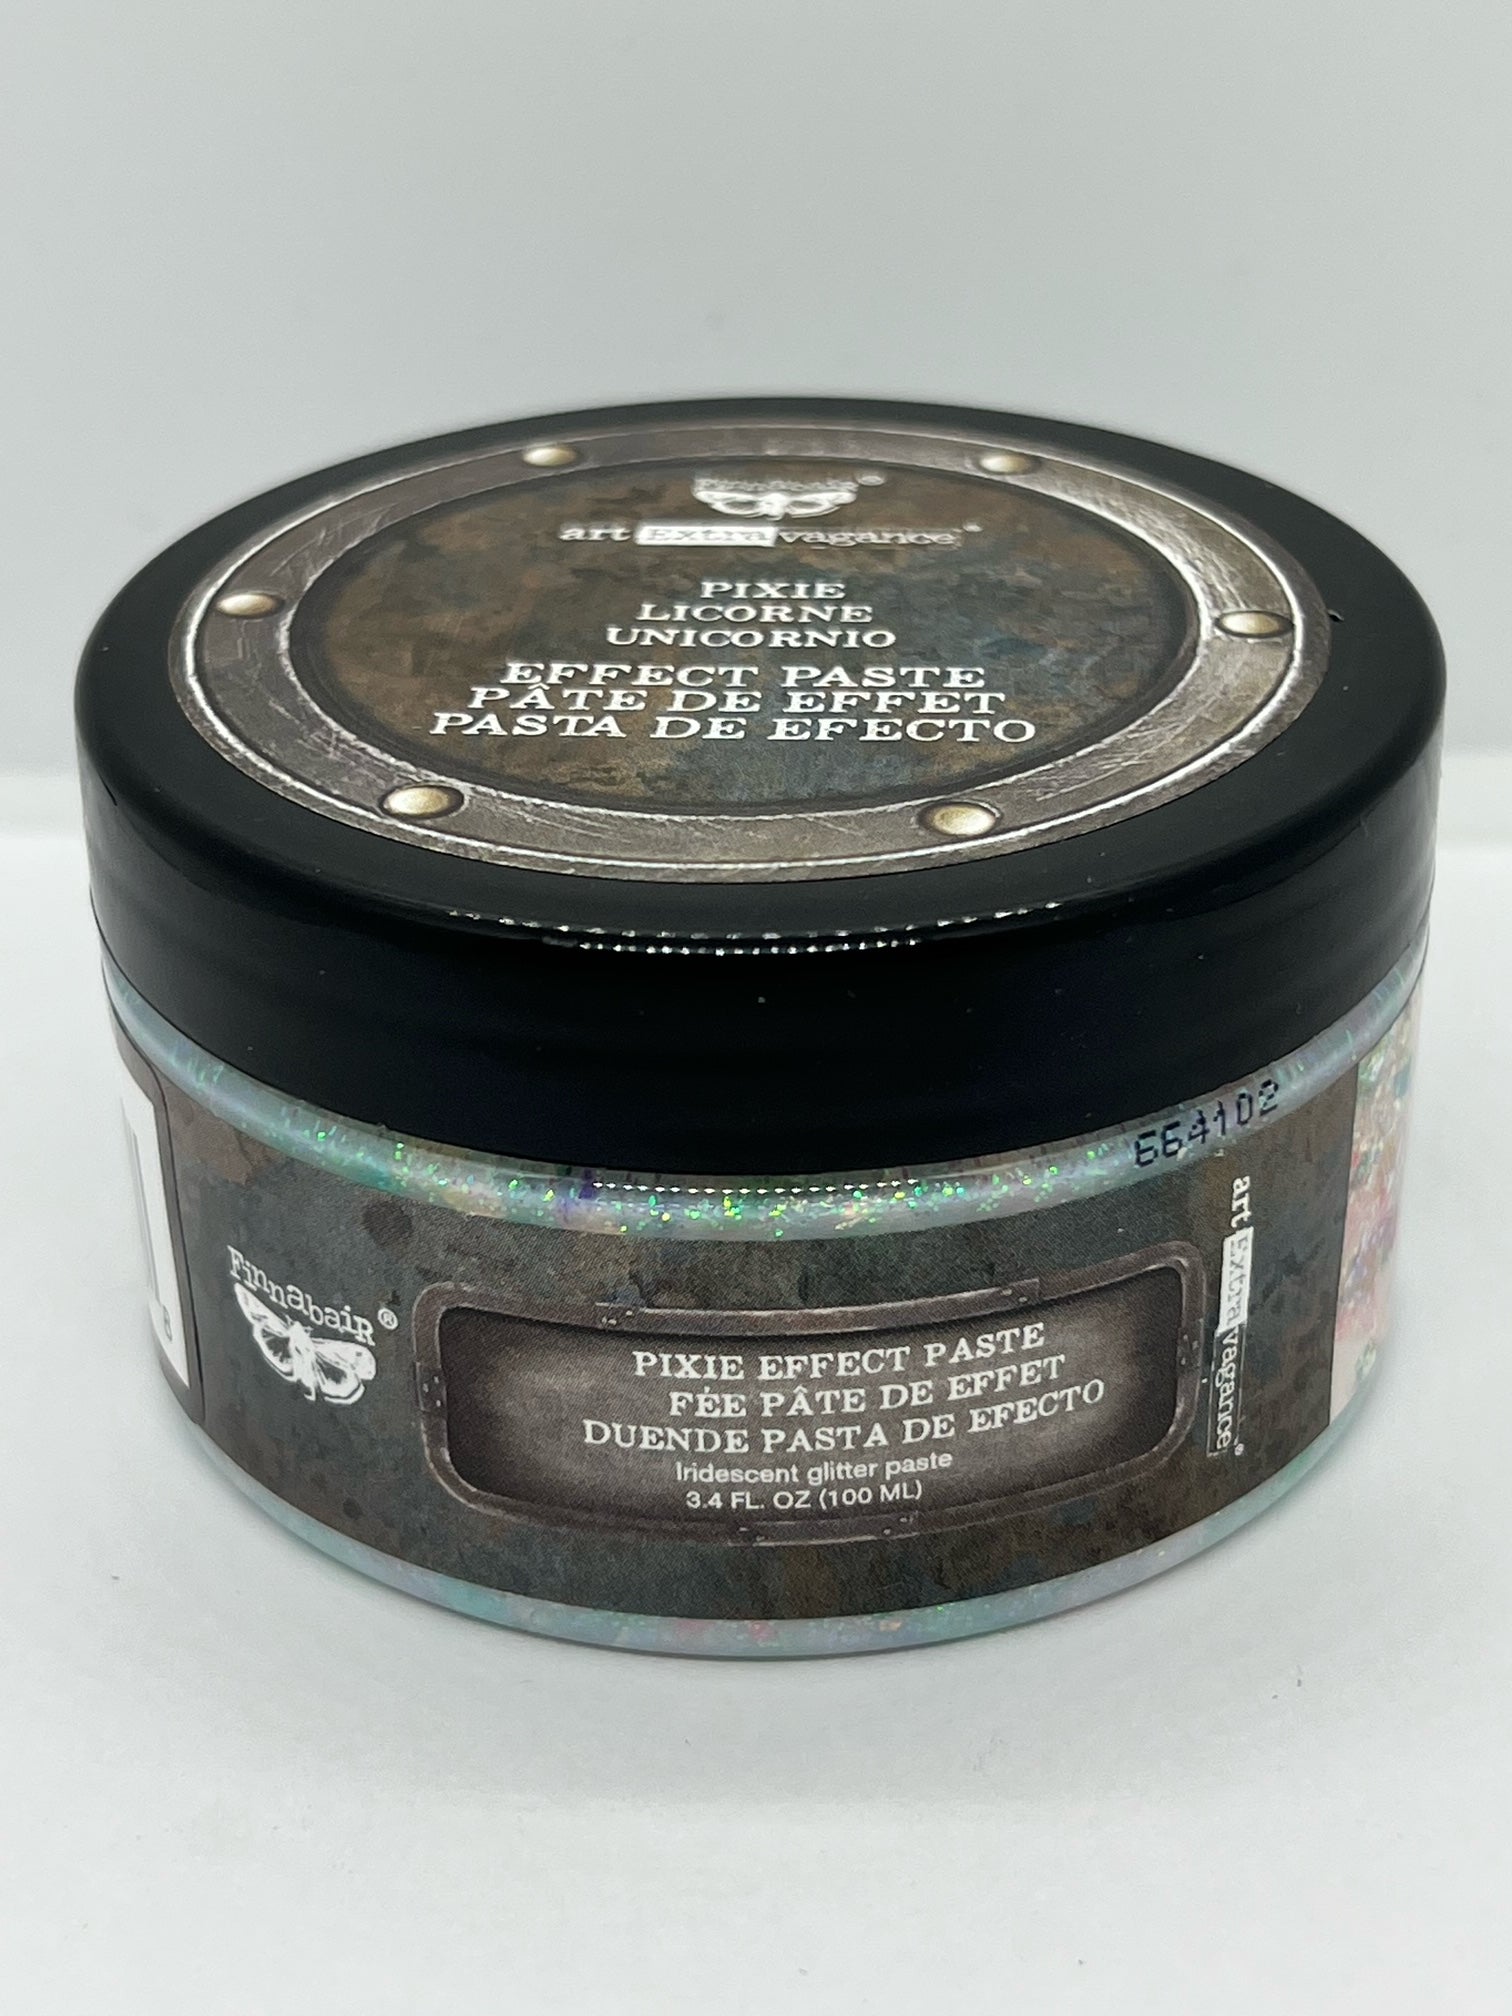 Finnabair®
art Extravagance®
PIXIE
LICORNE
UNICORNIO
EFFECT PASTE
PÂTE DE EFFET
PASTA DE EFECTO
664102
Finnabair®
PIXIE EFFECT PASTE
FÉE PÂTE DE EFFET
DUENDE PASTA DE EFECTO
Iridescent glitter paste
3.4 FL. OZ (100 ML)
art Extravagance®
8